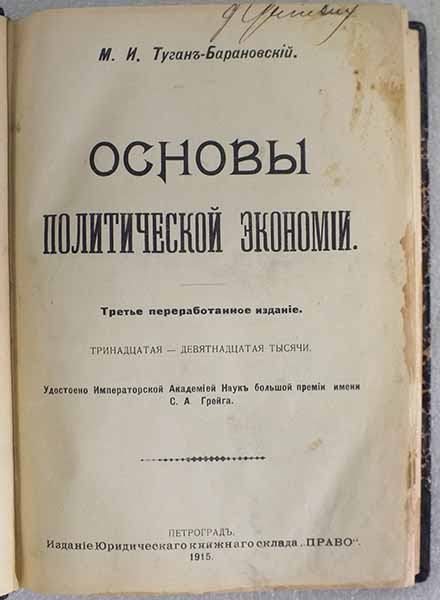 М. И. Туганъ-Барановскій.
ОСНОВЫ
ПОЛИТИЧЕСКОЙ ЭКОНОМІИ.
Третье переработанное изданіе.
ТРИНАДЦАТАЯ — ДЕВЯТНАДЦАТАЯ ТЫСЯЧИ.
Удостоено Императорской Академіей Наукъ большой преміи имени
С. А. Грейга.
ПЕТРОГРАДЪ.
Изданіе Юридическаго книжнаго склада „ПРАВО".
1915.